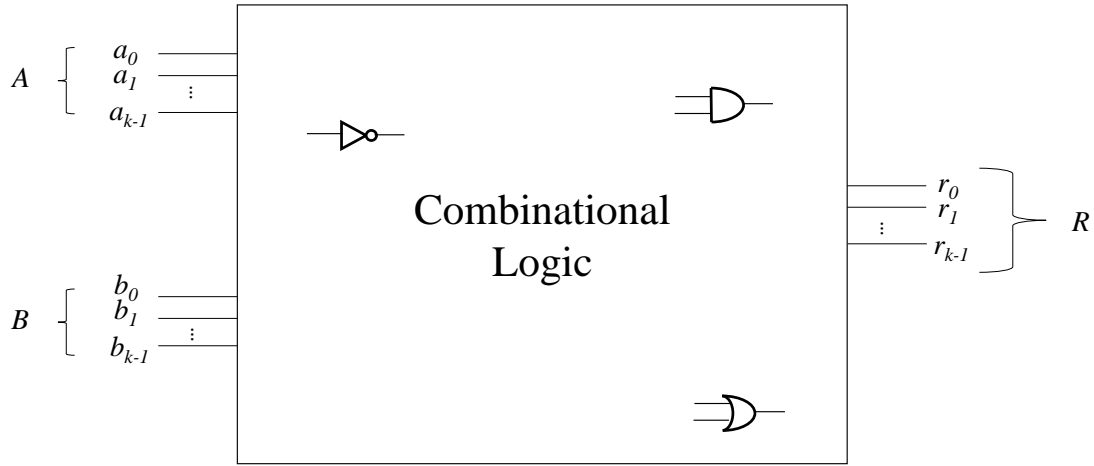 A
a0
a1
⋮
ak-1
B
b0
b1
⋮
bk-1
Combinational
Logic
r0
r1
⋮
rk-1
R